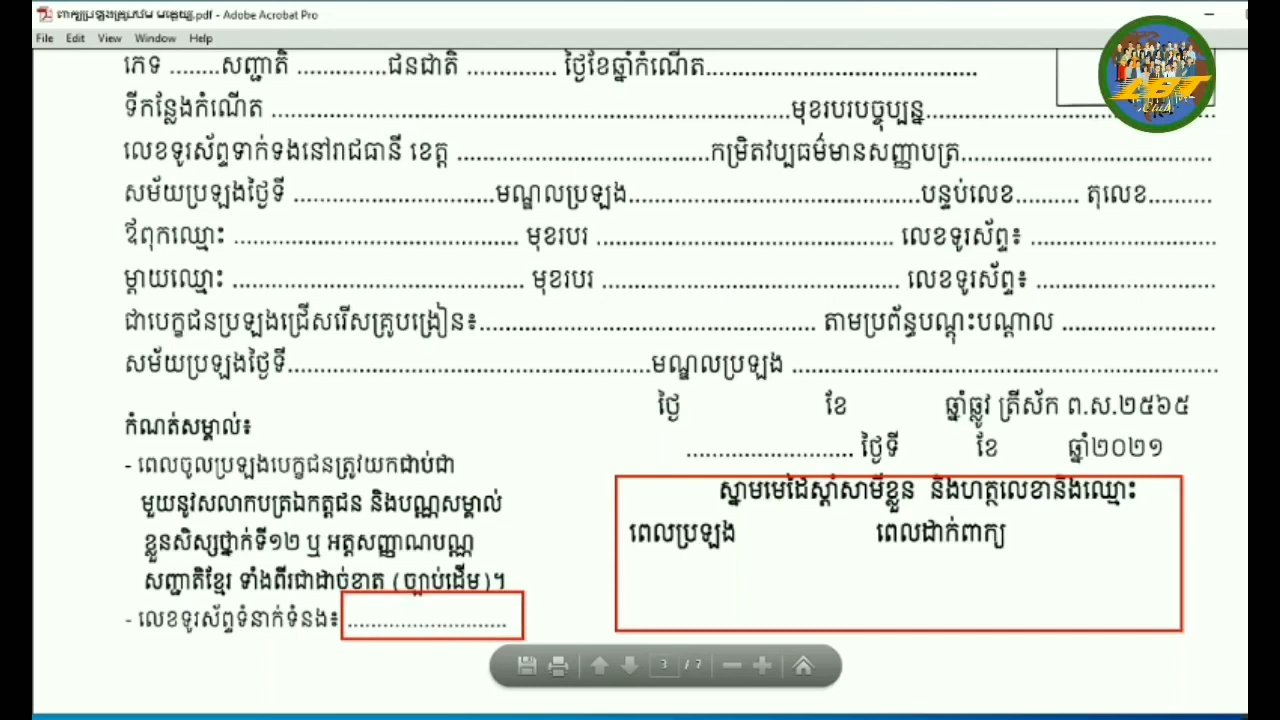 ពាក្យប្រឡងគ្រូបឋម មត្តេយ្យ.pdf - Adobe Acrobat Pro
File Edit View Window Help
ភេទ ........សញ្ជាតិ ..............ជនជាតិ .............. ថ្ងៃខែឆ្នាំកំណើត..........................................
ទីកន្លែងកំណើត ................................................................................មុខរបរបច្ចុប្បន្ន.............................................
លេខទូរស័ព្ទទាក់ទងនៅរាជធានី ខេត្ត .......................................កម្រិតវប្បធម៌មានសញ្ញាបត្រ.......................................
សម័យប្រឡងថ្ងៃទី ...............................មណ្ឌលប្រឡង.............................................បន្ទប់លេខ.......... តុលេខ..........
ឪពុកឈ្មោះ ............................................ មុខរបរ .............................................. លេខទូរស័ព្ទ៖ .............................
ម្តាយឈ្មោះ ............................................. មុខរបរ .............................................. លេខទូរស័ព្ទ៖ ............................
ជាបេក្ខជនប្រឡងជ្រើសរើសគ្រូបង្រៀន៖.................................................... តាមប្រព័ន្ធបណ្តុះបណ្តាល ........................
សម័យប្រឡងថ្ងៃទី........................................................មណ្ឌលប្រឡង ..................................................................
ថ្ងៃ ខែ ឆ្នាំឆ្លូវ ត្រីស័ក ព.ស.២៥៦៥
.......................... ថ្ងៃទី ខែ ឆ្នាំ២០២១
កំណត់សម្គាល់៖
- ពេលចូលប្រឡងបេក្ខជនត្រូវយកជាប់ជា
មួយនូវសលាកបត្រឯកត្តជន និងបណ្ណសម្គាល់
ខ្លួនសិស្សថ្នាក់ទី១២ ឬ អត្តសញ្ញាណបណ្ណ
សញ្ជាតិខ្មែរ ទាំងពីរជាដាច់ខាត (ច្បាប់ដើម)។
- លេខទូរស័ព្ទទំនាក់ទំនង៖ ...........................
ស្នាមមេដៃស្តាំសាមីខ្លួន និងហត្ថលេខានិងឈ្មោះ
ពេលប្រឡង ពេលដាក់ពាក្យ
3 / 7